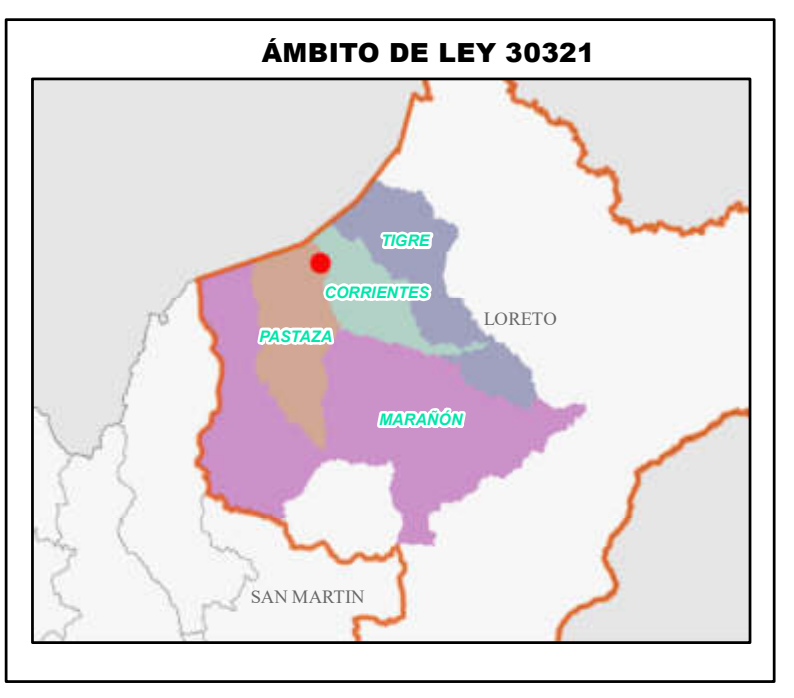 ÁMBITO DE LEY 30321
TIGRE
CORRIENTES
LORETO
PASTAZA
MARAÑÓN
SAN MARTIN